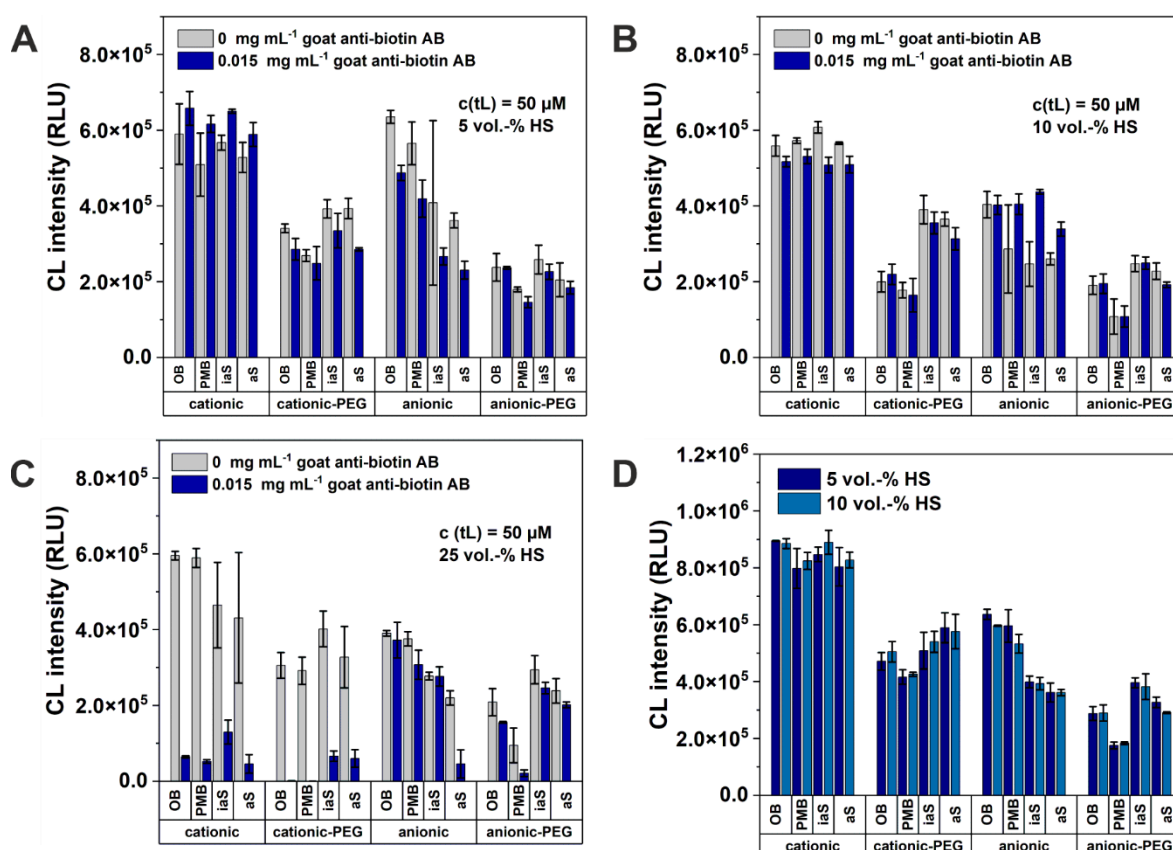 A
CL intensity (RLU)
8.0×10⁵
6.0×10⁵
4.0×10⁵
2.0×10⁵
0.0
0 mg mL⁻¹ goat anti-biotin AB
0.015 mg mL⁻¹ goat anti-biotin AB
c(tL) = 50 µM
5 vol.-% HS
OB PMB iaS aS OB PMB iaS aS OB PMB iaS aS OB PMB iaS aS
cationic cationic-PEG anionic anionic-PEG
B
CL intensity (RLU)
8.0×10⁵
6.0×10⁵
4.0×10⁵
2.0×10⁵
0.0
0 mg mL⁻¹ goat anti-biotin AB
0.015 mg mL⁻¹ goat anti-biotin AB
c(tL) = 50 µM
10 vol.-% HS
OB PMB iaS aS OB PMB iaS aS OB PMB iaS aS OB PMB iaS aS
cationic cationic-PEG anionic anionic-PEG
C
CL intensity (RLU)
8.0×10⁵
6.0×10⁵
4.0×10⁵
2.0×10⁵
0.0
0 mg mL⁻¹ goat anti-biotin AB
0.015 mg mL⁻¹ goat anti-biotin AB
c (tL) = 50 µM
25 vol.-% HS
OB PMB iaS aS OB PMB iaS aS OB PMB iaS aS OB PMB iaS aS
cationic cationic-PEG anionic anionic-PEG
D
CL intensity (RLU)
1.2×10⁶
1.0×10⁶
8.0×10⁵
6.0×10⁵
4.0×10⁵
2.0×10⁵
0.0
5 vol.-% HS
10 vol.-% HS
OB PMB iaS aS OB PMB iaS aS OB PMB iaS aS OB PMB iaS aS
cationic cationic-PEG anionic anionic-PEG